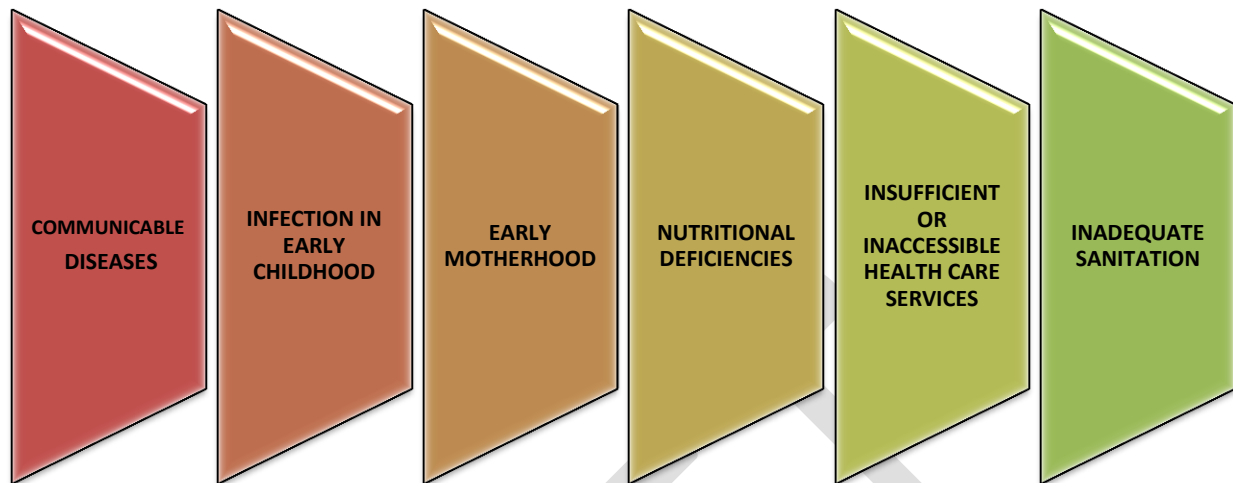 COMMUNICABLE
DISEASES
INFECTION IN
EARLY
CHILDHOOD
EARLY
MOTHERHOOD
NUTRITIONAL
DEFICIENCIES
INSUFFICIENT
OR
INACCESSIBLE
HEALTH CARE
SERVICES
INADEQUATE
SANITATION